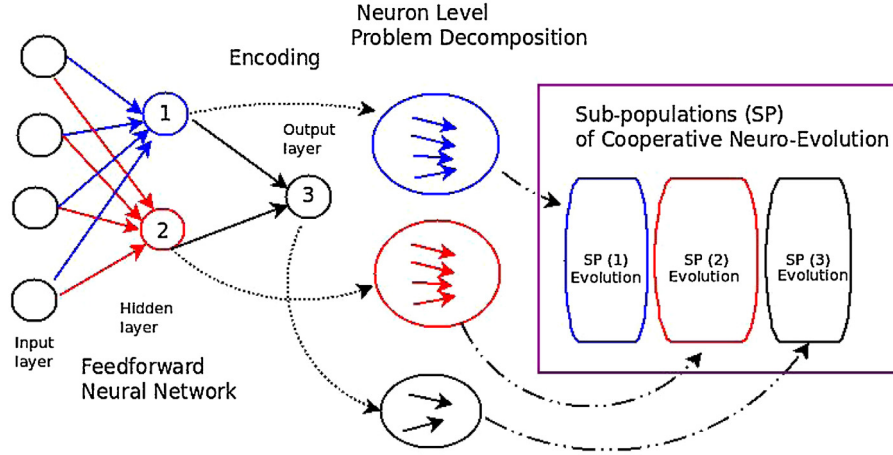 Neuron Level
Problem Decomposition
Encoding
Sub-populations (SP)
of Cooperative Neuro-Evolution
1
Output
layer
3
2
SP (1)
Evolution
SP (2)
Evolution
SP (3)
Evolution
Hidden
layer
Input
layer
Feedforward
Neural Network